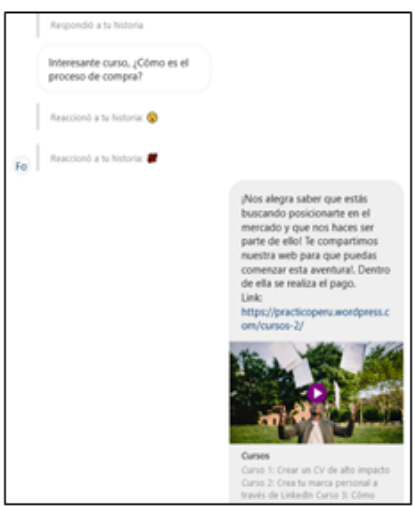 Respondió a tu historia
Interesante curso, ¿Cómo es el
proceso de compra?
Reaccionó a tu historia
Reaccionó a tu historia
Fo
¡Nos alegra saber que estás
buscando posicionarte en el
mercado y que nos haces ser
parte de ello! Te compartimos
nuestra web para que puedas
comenzar esta aventura!. Dentro
de ella se realiza el pago.
Link:
https://practicoperu.wordpress.c
om/cursos-2/
Cursos
Curso 1: Crear un CV de alto impacto
Curso 2: Crea tu marca personal a
través de LinkedIn Curso 3: Cómo